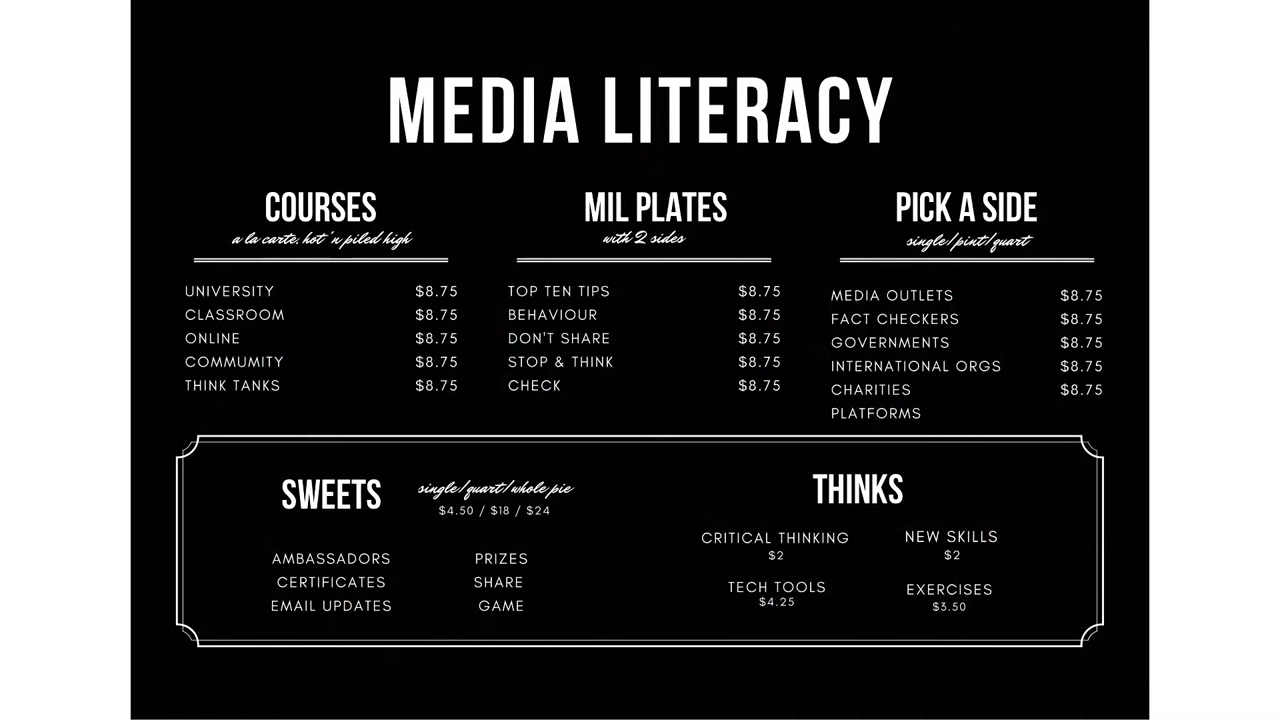 MEDIA LITERACY
COURSES
a la carte, hot 'n piled high
UNIVERSITY $8.75
CLASSROOM $8.75
ONLINE $8.75
COMMUMITY $8.75
THINK TANKS $8.75
MIL PLATES
with 2 sides
TOP TEN TIPS $8.75
BEHAVIOUR $8.75
DON'T SHARE $8.75
STOP & THINK $8.75
CHECK $8.75
PICK A SIDE
single/pint/quart
MEDIA OUTLETS $8.75
FACT CHECKERS $8.75
GOVERNMENTS $8.75
INTERNATIONAL ORGS $8.75
CHARITIES $8.75
PLATFORMS
SWEETS
single/quart/whole pie
$4.50 / $18 / $24
AMBASSADORS PRIZES
CERTIFICATES SHARE
EMAIL UPDATES GAME
THINKS
CRITICAL THINKING NEW SKILLS
$2 $2
TECH TOOLS EXERCISES
$4.25 $3.50